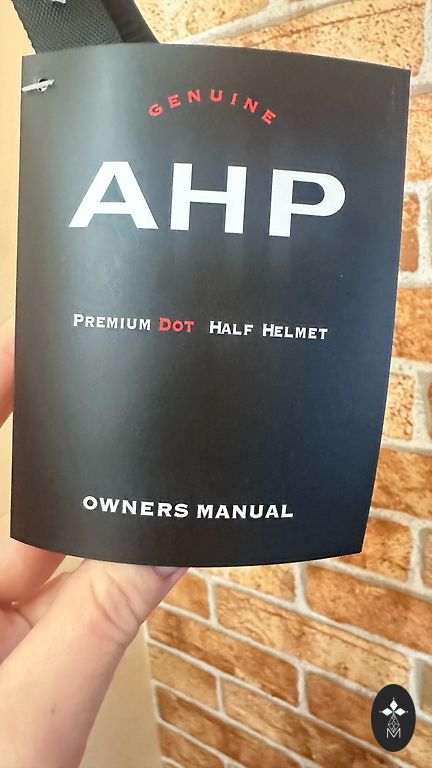 GENUINE
AHP
PREMIUM DOT HALF HELMET
OWNERS MANUAL
M